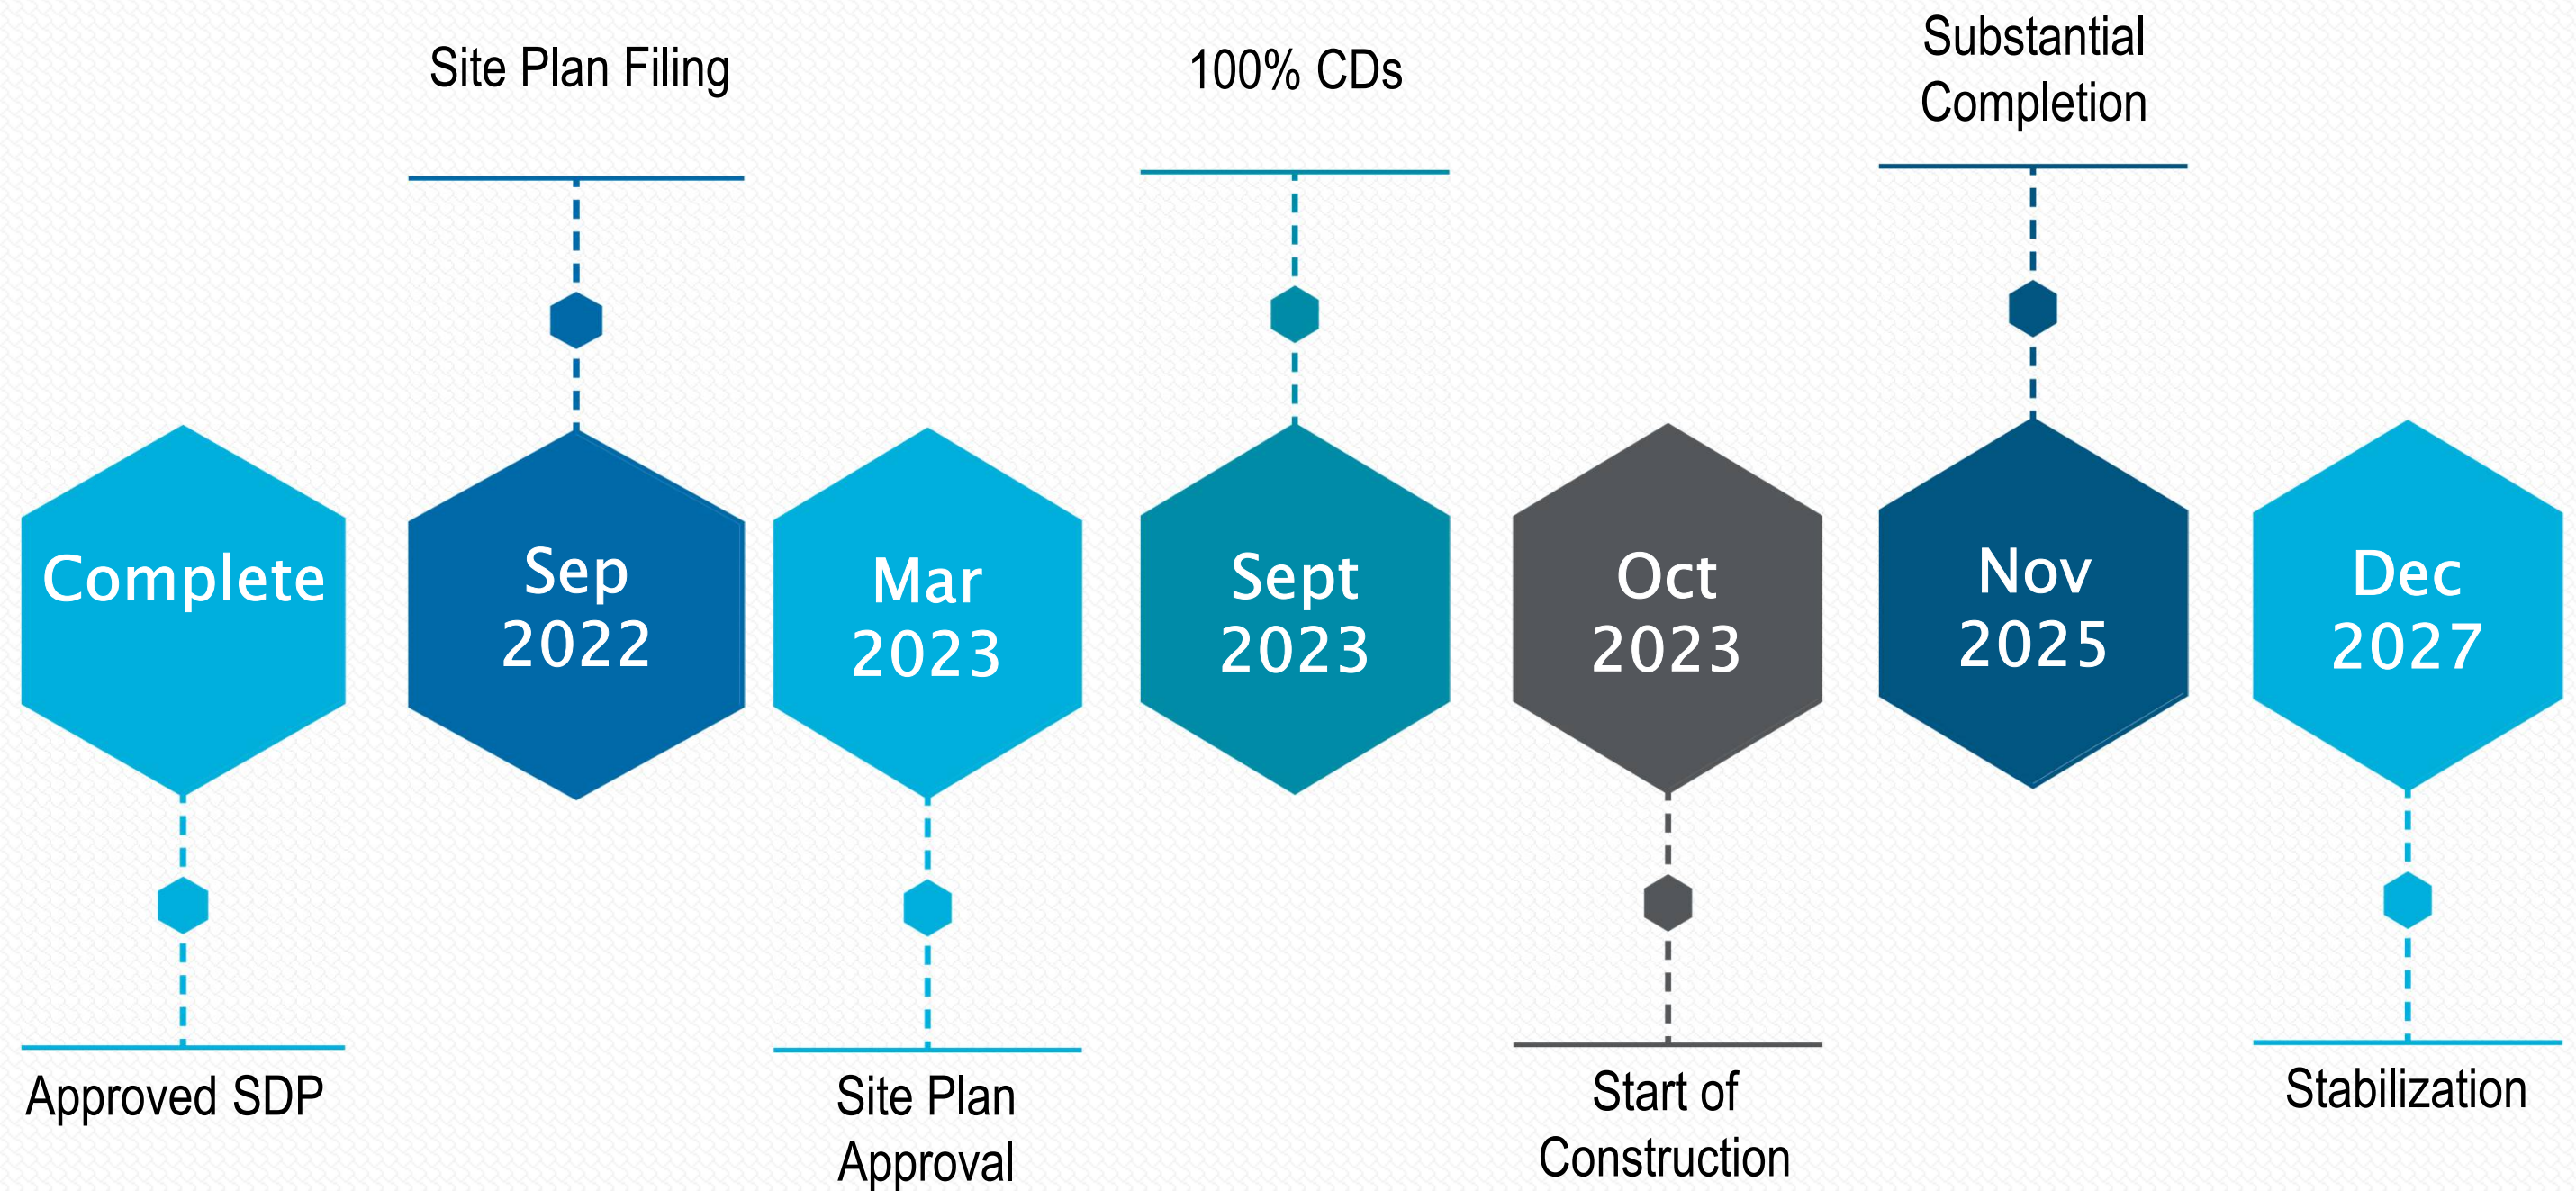 Site Plan Filing
100% CDs
Substantial
Completion
Complete
Sep
2022
Mar
2023
Sept
2023
Oct
2023
Nov
2025
Dec
2027
Approved SDP
Site Plan
Approval
Start of
Construction
Stabilization